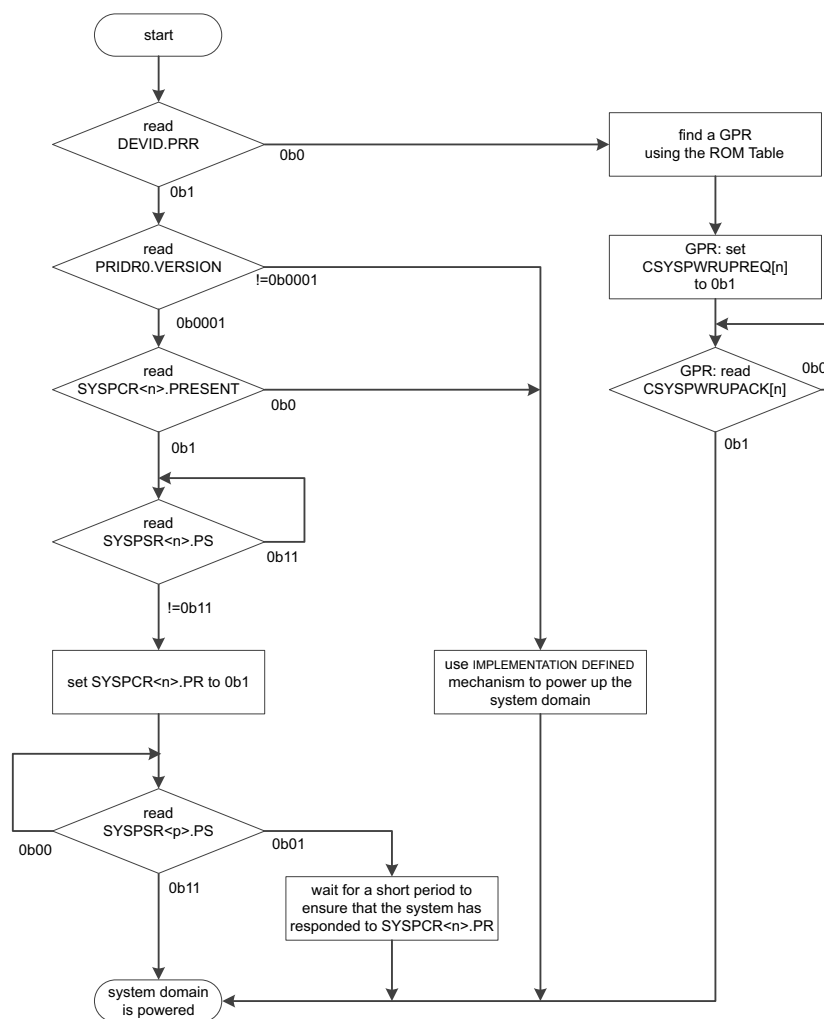 start
read
DEVID.PRR
0b0
0b1
find a GPR
using the ROM Table
read
PRIDR0.VERSION
!=0b0001
0b0001
GPR: set
CSYSPWRUPREQ[n]
to 0b1
read
SYSPCR<n>.PRESENT
0b0
0b1
GPR: read
CSYSPWRUPACK[n]
0b0
0b1
read
SYSPSR<n>.PS
0b11
!=0b11
set SYSPCR<n>.PR to 0b1
use IMPLEMENTATION DEFINED
mechanism to power up the
system domain
read
SYSPSR<p>.PS
0b00
0b01
0b11
wait for a short period to
ensure that the system has
responded to SYSPCR<n>.PR
system domain
is powered